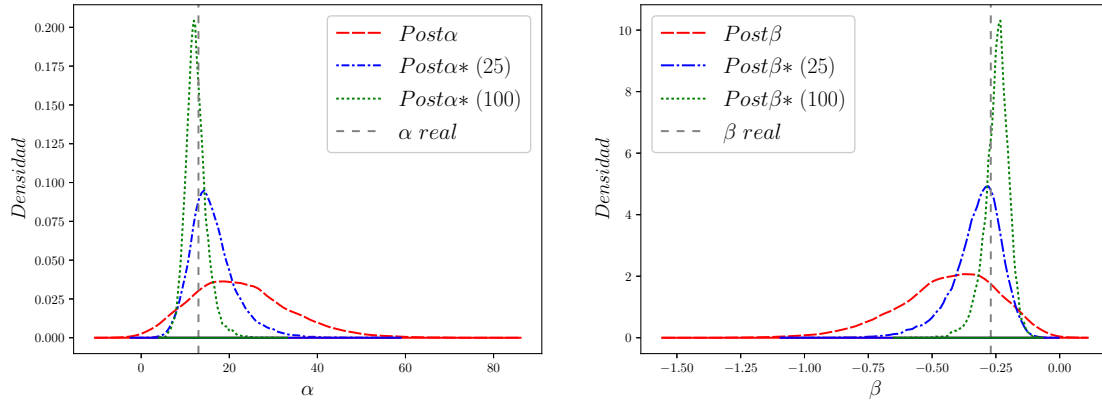 0.200
0.175
0.150
0.125
0.100
0.075
0.050
0.025
0.000
Densidad
0 20 40 60 80
α
Postα
Postα* (25)
Postα* (100)
α real
10
8
6
4
2
0
Densidad
−1.50 −1.25 −1.00 −0.75 −0.50 −0.25 0.00
β
Postβ
Postβ* (25)
Postβ* (100)
β real